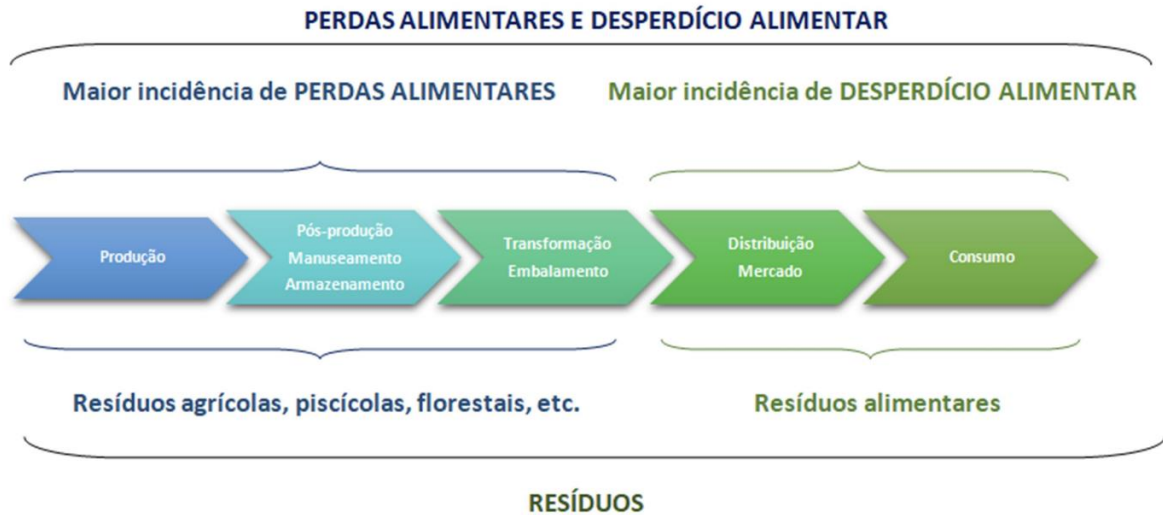 PERDAS ALIMENTARES E DESPERDÍCIO ALIMENTAR
Maior incidência de PERDAS ALIMENTARES
Maior incidência de DESPERDÍCIO ALIMENTAR
Produção
Pós-produção
Manuseamento
Armazenamento
Transformação
Embalamento
Distribuição
Mercado
Consumo
Resíduos agrícolas, piscícolas, florestais, etc.
Resíduos alimentares
RESÍDUOS